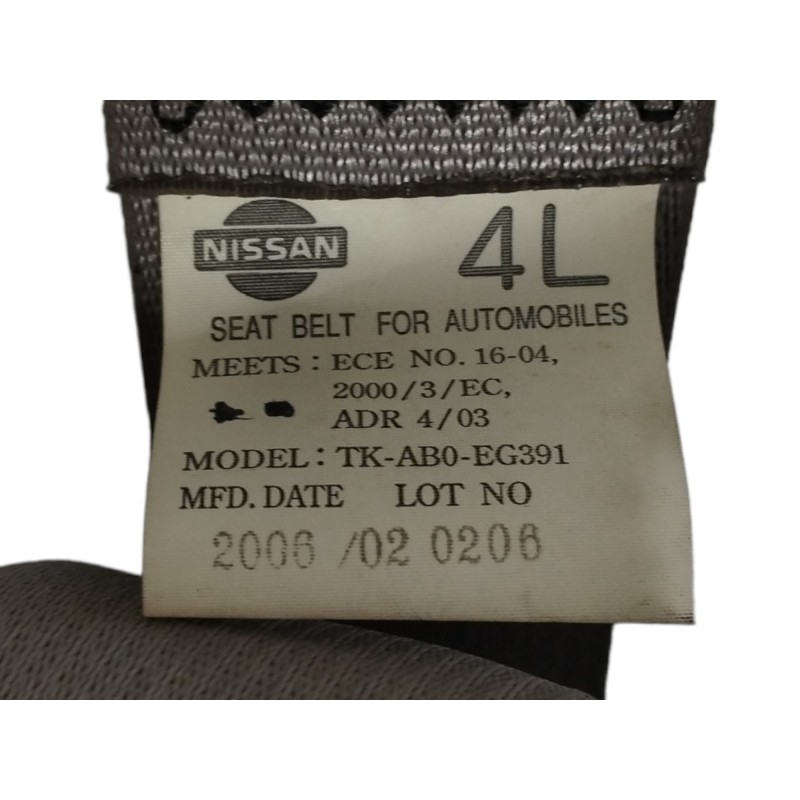 NISSAN 4L
SEAT BELT FOR AUTOMOBILES
MEETS : ECE NO. 16-04,
2000/3/EC,
ADR 4/03
MODEL : TK-AB0-EG391
MFD. DATE LOT NO
2006 /02 0206